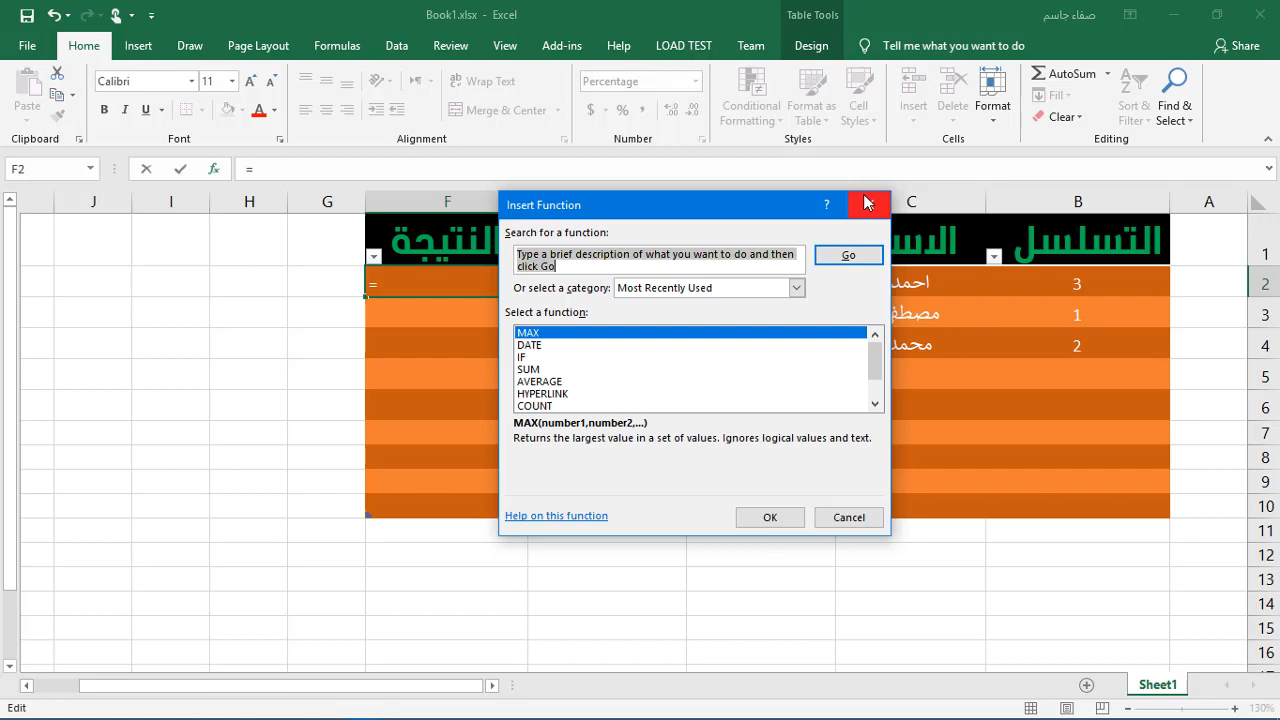 Book1.xlsx - Excel
Table Tools
صفاء جاسم
File Home Insert Draw Page Layout Formulas Data Review View Add-ins Help LOAD TEST Team Design Tell me what you want to do Share
Paste
Calibri 11
B I U
Wrap Text
Merge & Center
Percentage
$ % ,
Conditional Formatting
Format as Table
Cell Styles
Insert
Delete
Format
AutoSum
Fill
Clear
Sort & Filter
Find & Select
Clipboard Font Alignment Number Styles Cells Editing
F2
fx =
J I H G F C B A
Insert Function
?
Search for a function:
Type a brief description of what you want to do and then
click Go
Go
Or select a category: Most Recently Used
Select a function:
MAX
DATE
IF
SUM
AVERAGE
HYPERLINK
COUNT
MAX(number1,number2,...)
Returns the largest value in a set of values. Ignores logical values and text.
Help on this function
OK Cancel
التسلسل الاس النتيجة 1
3 احمد = 2
1 مصطف 3
2 محمد 4
5
6
7
8
9
10
11
12
13
14
15
16
Sheet1
Edit
130%